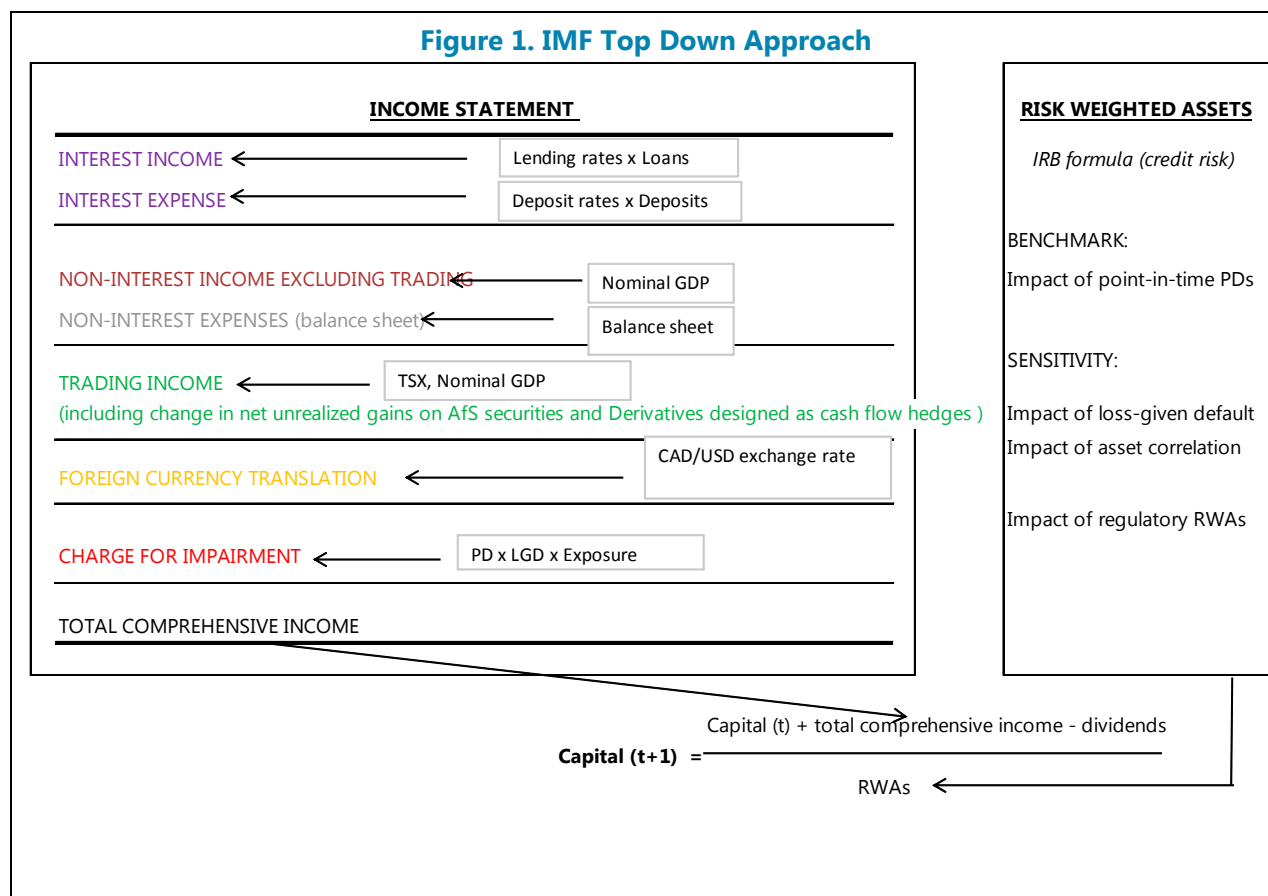 Figure 1. IMF Top Down Approach
INCOME STATEMENT
INTEREST INCOME
Lending rates x Loans
INTEREST EXPENSE
Deposit rates x Deposits
NON-INTEREST INCOME EXCLUDING TRADING
Nominal GDP
NON-INTEREST EXPENSES (balance sheet)
Balance sheet
TRADING INCOME
TSX, Nominal GDP
(including change in net unrealized gains on AfS securities and Derivatives designed as cash flow hedges )
FOREIGN CURRENCY TRANSLATION
CAD/USD exchange rate
CHARGE FOR IMPAIRMENT
PD x LGD x Exposure
TOTAL COMPREHENSIVE INCOME
RISK WEIGHTED ASSETS
IRB formula (credit risk)
BENCHMARK:
Impact of point-in-time PDs
SENSITIVITY:
Impact of loss-given default
Impact of asset correlation
Impact of regulatory RWAs
Capital (t) + total comprehensive income - dividends
Capital (t+1) =
RWAs